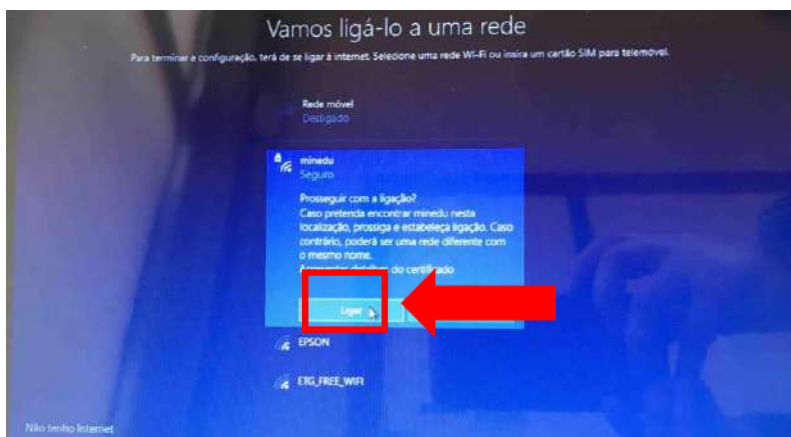 Vamos ligá-lo a uma rede
Para terminar a configuração, terá de se ligar à internet. Selecione uma rede Wi-Fi ou insira um cartão SIM para telemóvel.
Rede móvel
Desligado
minedu
Seguro
Prosseguir com a ligação?
Caso pretenda encontrar minedu nesta
localização, prossiga e estabeleça ligação. Caso
contrário, poderá ser uma rede diferente com
o mesmo nome.
detalhes do certificado
Ligar
EPSON
ETG_FREE_WIFI
Não tenho Internet